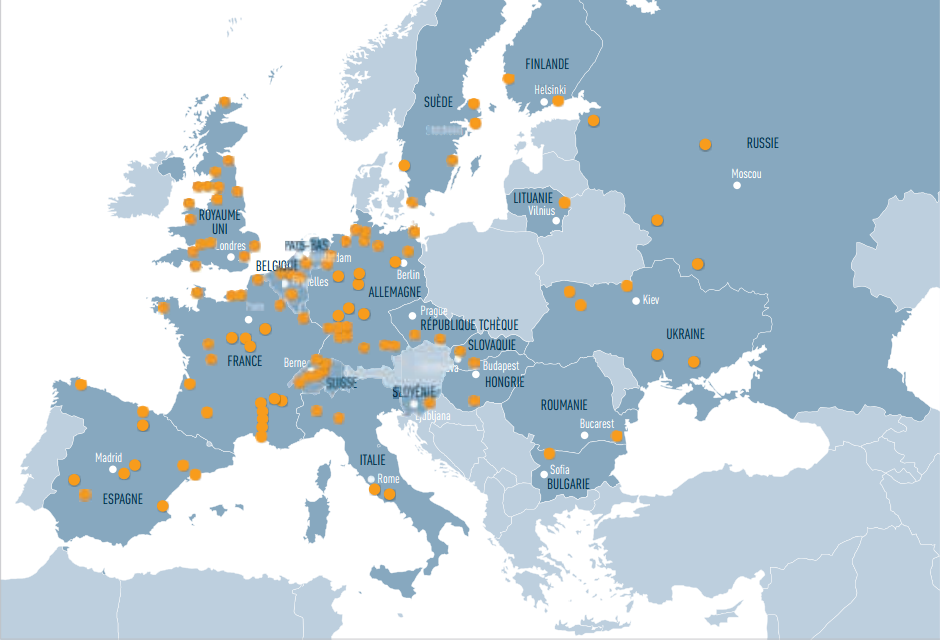 FINLANDE
Helsinki
SUÈDE
RUSSIE
Moscou
LITUANIE
Vilnius
ROYAUME
UNI
Londres
PAYS-BAS
BELGIQUE
Berlin
ALLEMAGNE
Kiev
Prague
RÉPUBLIQUE TCHÈQUE
UKRAINE
SLOVAQUIE
FRANCE
Berne
Budapest
SUISSE
HONGRIE
SLOVÉNIE
Ljubljana
ROUMANIE
Bucarest
Madrid
ITALIE
Sofia
Rome
BULGARIE
ESPAGNE